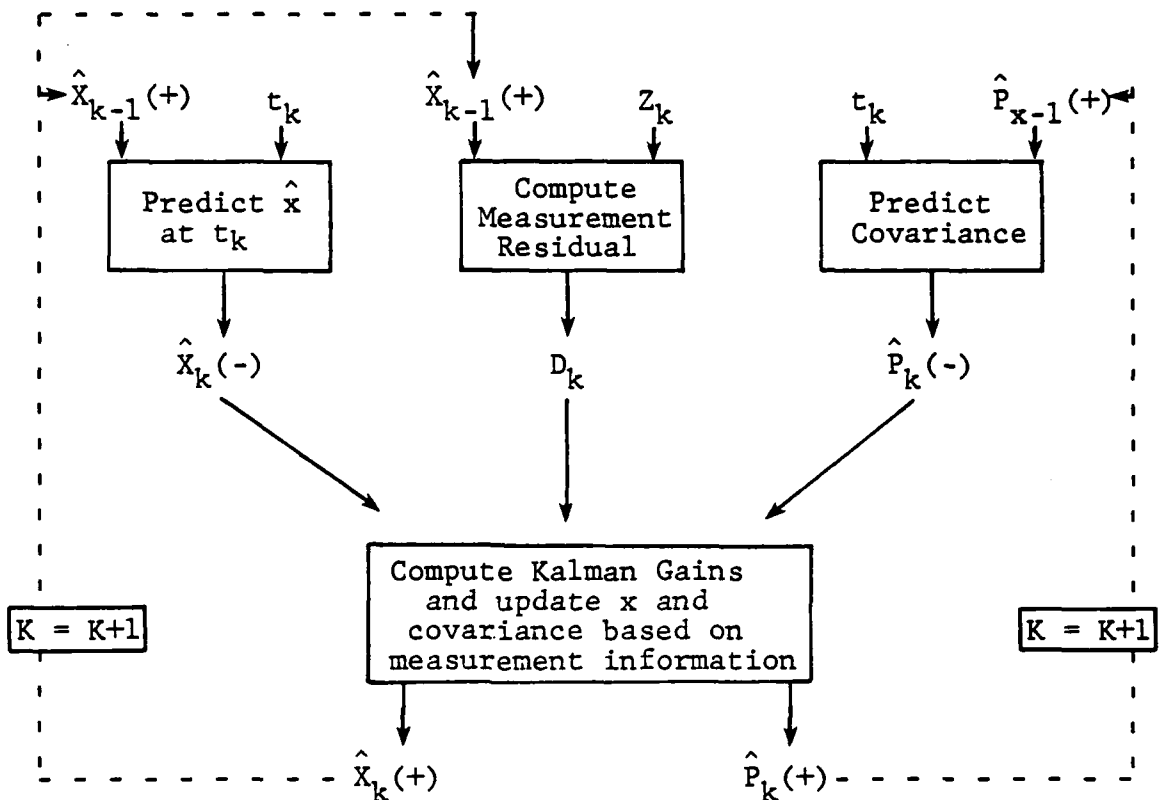 X̂k-1(+) tk X̂k-1(+) Zk tk P̂x-1(+)
Predict x̂
at tk
Compute
Measurement
Residual
Predict
Covariance
X̂k(-) Dk P̂k(-)
Compute Kalman Gains
and update x and
covariance based on
measurement information
K = K+1
K = K+1
X̂k(+) P̂k(+)